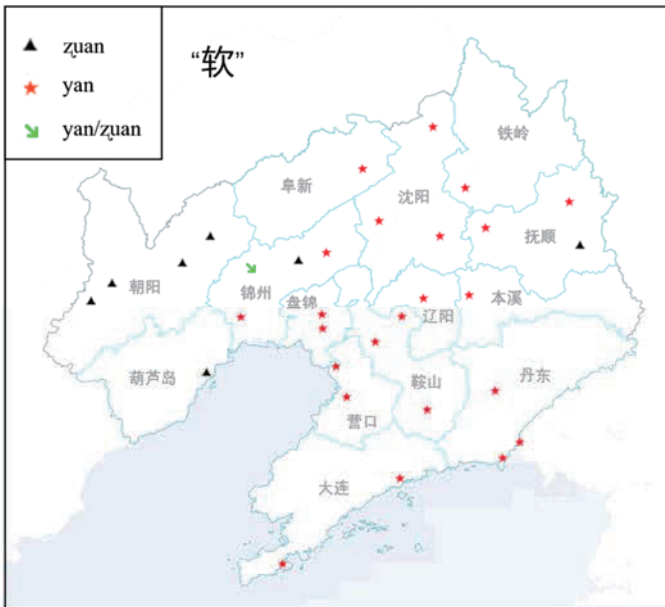 ʐuan
yan
yan/ʐuan
“软”
铁岭
阜新
沈阳
抚顺
朝阳
锦州
盘锦
辽阳
本溪
葫芦岛
鞍山
丹东
营口
大连